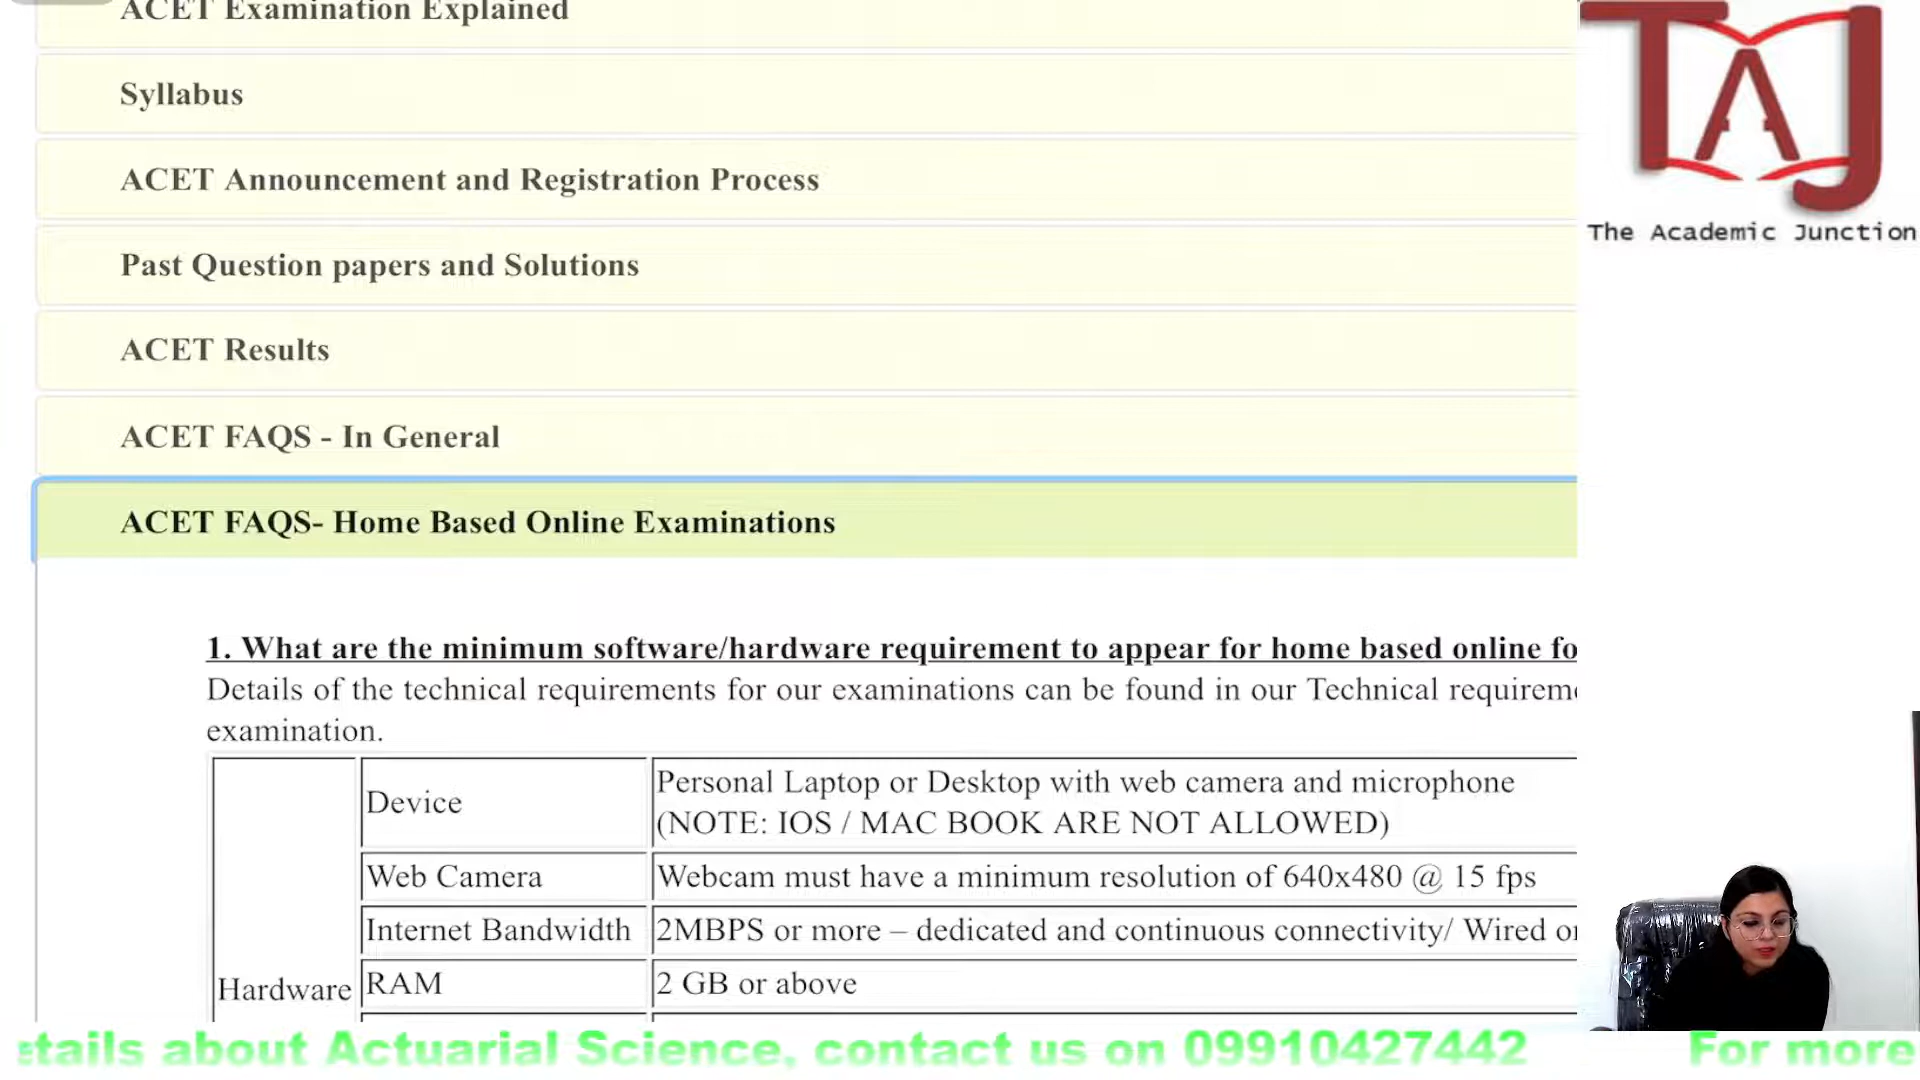 ACET Examination Explained
Syllabus
ACET Announcement and Registration Process
Past Question papers and Solutions
ACET Results
ACET FAQS - In General
ACET FAQS- Home Based Online Examinations
1. What are the minimum software/hardware requirement to appear for home based online fo
Details of the technical requirements for our examinations can be found in our Technical requirem
examination.
Hardware
Device
Personal Laptop or Desktop with web camera and microphone
(NOTE: IOS / MAC BOOK ARE NOT ALLOWED)
Web Camera
Webcam must have a minimum resolution of 640x480 @ 15 fps
Internet Bandwidth
2MBPS or more – dedicated and continuous connectivity/ Wired or
RAM
2 GB or above
TAJ
The Academic Junction
tails about Actuarial Science, contact us on 09910427442
For more